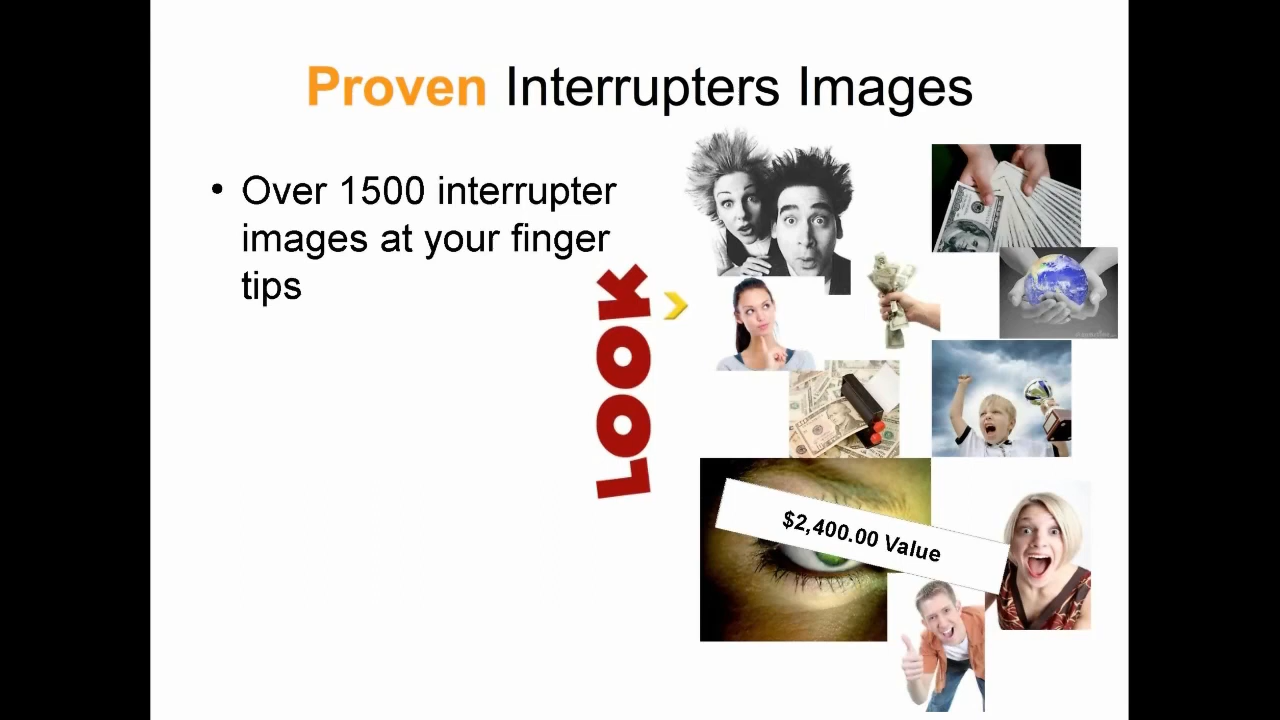 Proven Interrupters Images
• Over 1500 interrupter
images at your finger
tips
LOOK
$2,400.00 Value